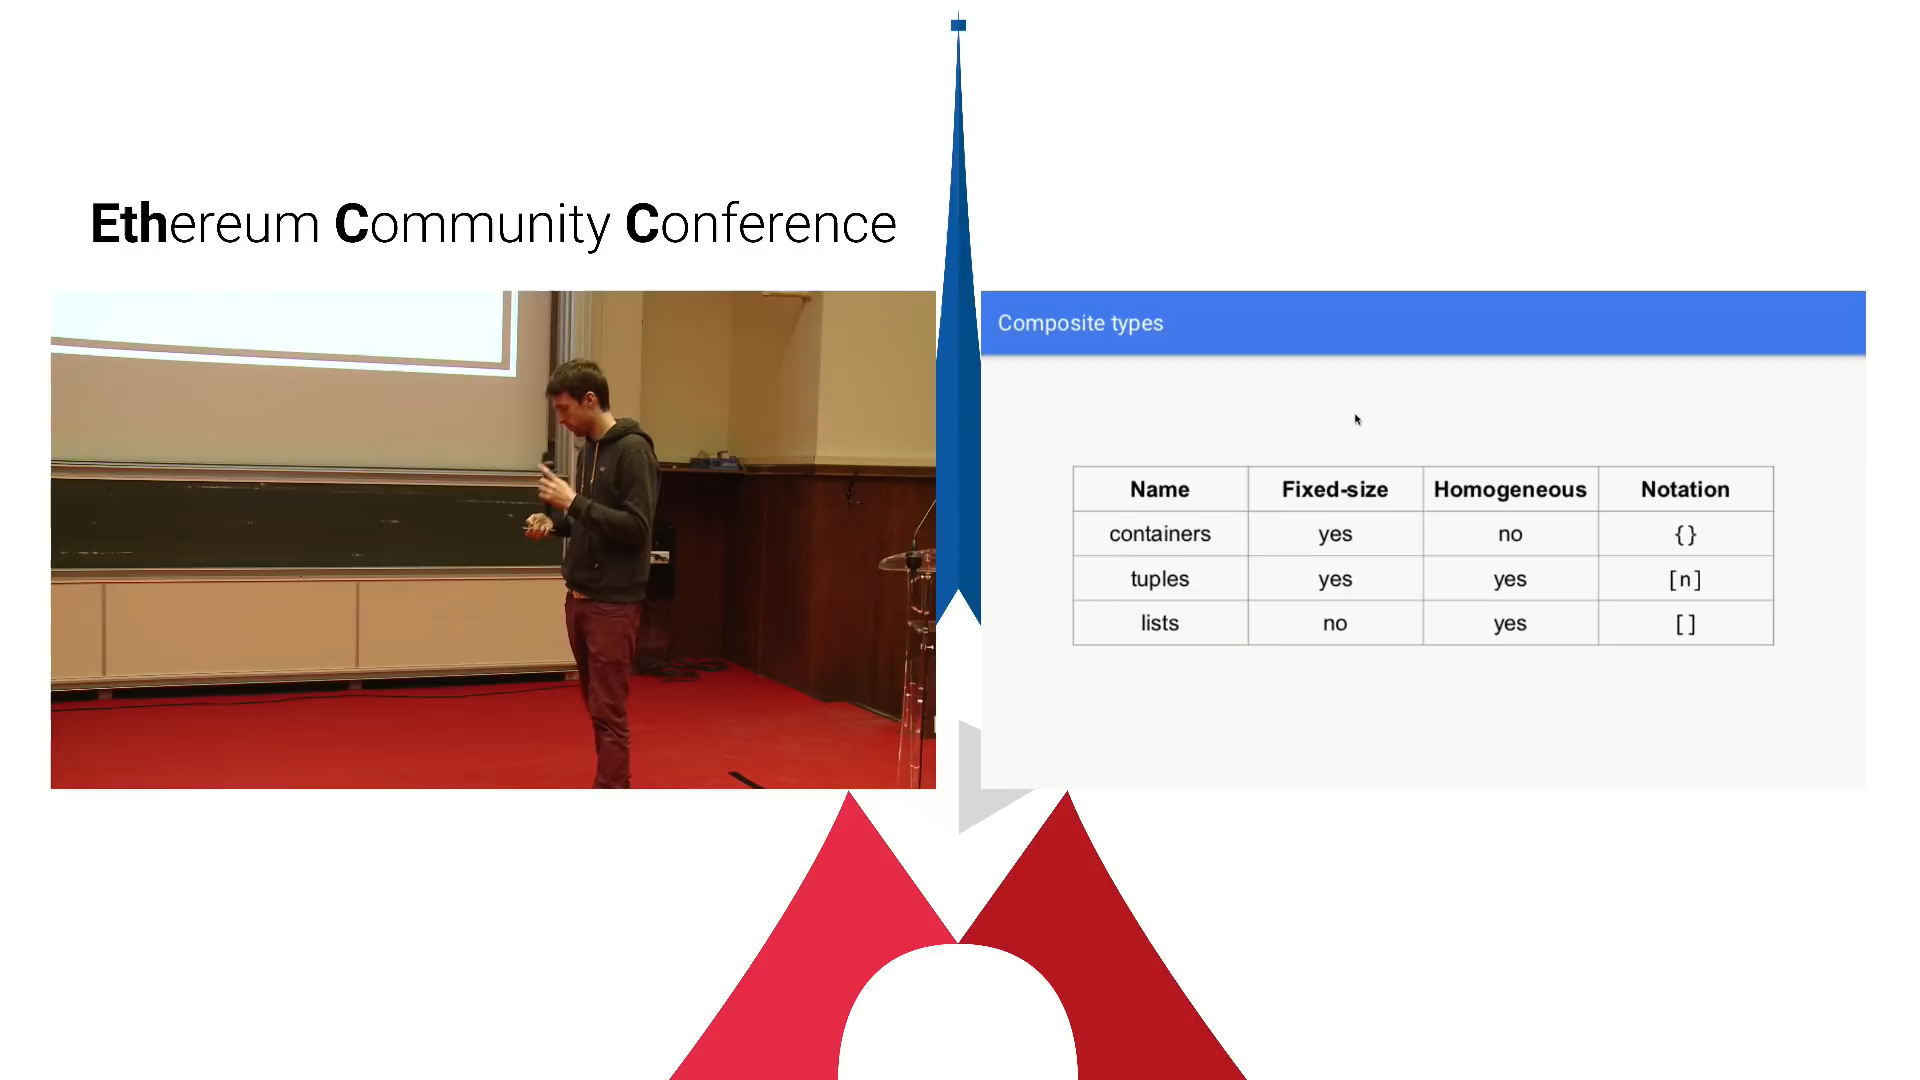 Ethereum Community Conference
Composite types
Name Fixed-size Homogeneous Notation
containers yes no {}
tuples yes yes [n]
lists no yes []